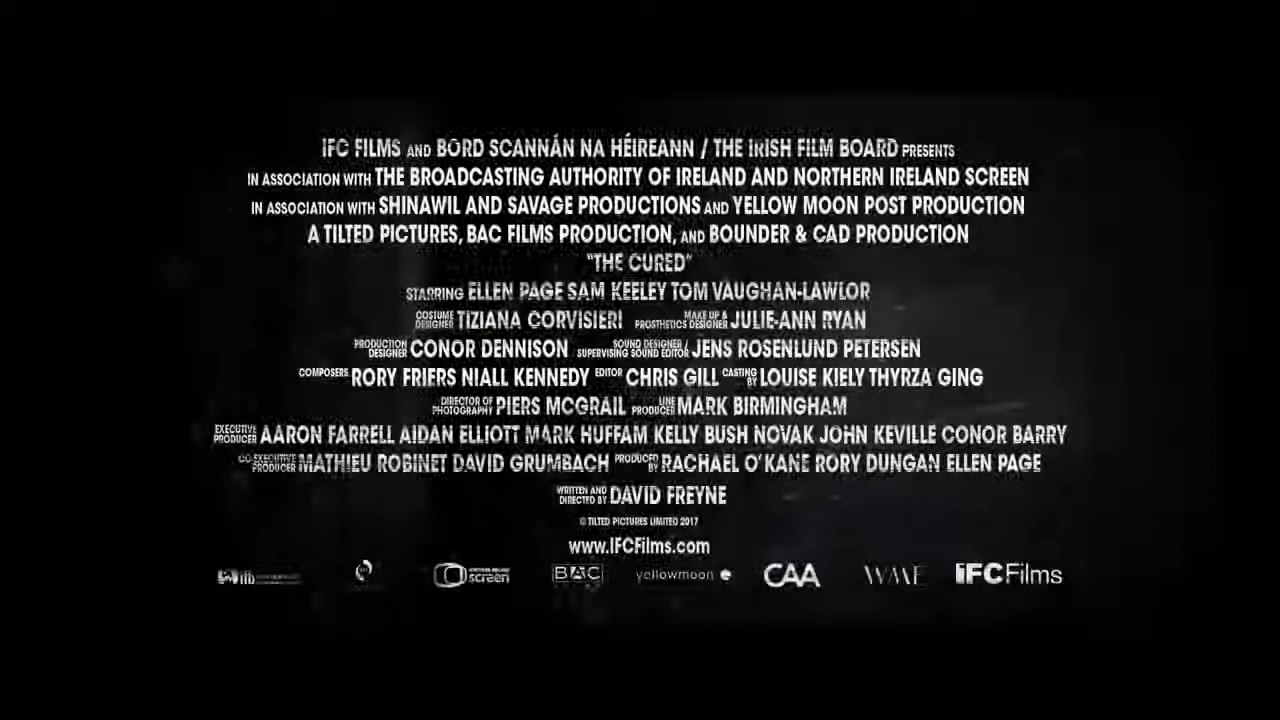 IFC FILMS AND BORD SCANNÁN NA HÉIREANN / THE IRISH FILM BOARD PRESENTS
IN ASSOCIATION WITH THE BROADCASTING AUTHORITY OF IRELAND AND NORTHERN IRELAND SCREEN
IN ASSOCIATION WITH SHINAWIL AND SAVAGE PRODUCTIONS AND YELLOW MOON POST PRODUCTION
A TILTED PICTURES, BAC FILMS PRODUCTION, AND BOUNDER & CAD PRODUCTION
"THE CURED"
STARRING ELLEN PAGE SAM KEELEY TOM VAUGHAN-LAWLOR
COSTUME DESIGNER TIZIANA CORVISIERI MAKE UP & PROSTHETICS DESIGNER JULIE-ANN RYAN
PRODUCTION DESIGNER CONOR DENNISON SOUND DESIGNER / SUPERVISING SOUND EDITOR JENS ROSENLUND PETERSEN
COMPOSERS RORY FRIERS NIALL KENNEDY EDITOR CHRIS GILL CASTING BY LOUISE KIELY THYRZA GING
DIRECTOR OF PHOTOGRAPHY PIERS MCGRAIL LINE PRODUCER MARK BIRMINGHAM
EXECUTIVE PRODUCER AARON FARRELL AIDAN ELLIOTT MARK HUFFAM KELLY BUSH NOVAK JOHN KEVILLE CONOR BARRY
CO-EXECUTIVE PRODUCER MATHIEU ROBINET DAVID GRUMBACH PRODUCED BY RACHAEL O'KANE RORY DUNGAN ELLEN PAGE
WRITTEN AND DIRECTED BY DAVID FREYNE
© TILTED PICTURES LIMITED 2017
www.IFCFilms.com
ifb NORTHERN IRELAND screen BAC yellowmoon CAA WME IFC Films